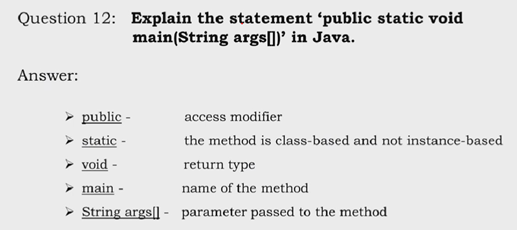 Question 12: Explain the statement ‘public static void
main(String args[])’ in Java.
Answer:
➢ public - access modifier
➢ static - the method is class-based and not instance-based
➢ void - return type
➢ main - name of the method
➢ String args[] - parameter passed to the method